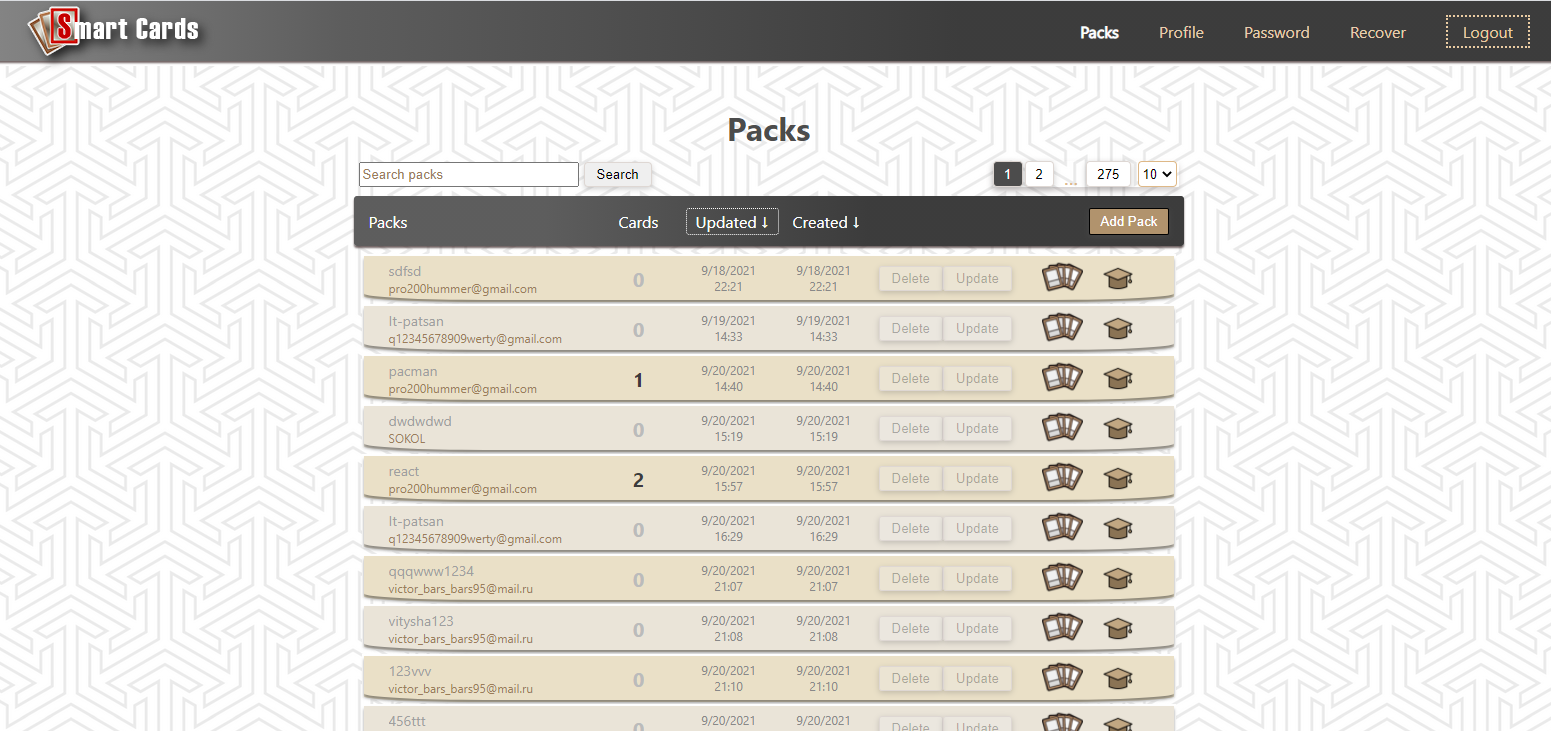 Smart Cards
Packs Profile Password Recover Logout
Packs
Search packs Search 1 2 ... 275 10
Packs Cards Updated ↓ Created ↓ Add Pack
sdfsd
pro200hummer@gmail.com
0
9/18/2021
22:21
9/18/2021
22:21
Delete Update
lt-patsan
q12345678909werty@gmail.com
0
9/19/2021
14:33
9/19/2021
14:33
Delete Update
pacman
pro200hummer@gmail.com
1
9/20/2021
14:40
9/20/2021
14:40
Delete Update
dwdwdwd
SOKOL
0
9/20/2021
15:19
9/20/2021
15:19
Delete Update
react
pro200hummer@gmail.com
2
9/20/2021
15:57
9/20/2021
15:57
Delete Update
lt-patsan
q12345678909werty@gmail.com
0
9/20/2021
16:29
9/20/2021
16:29
Delete Update
qqqwww1234
victor_bars_bars95@mail.ru
0
9/20/2021
21:07
9/20/2021
21:07
Delete Update
vitysha123
victor_bars_bars95@mail.ru
0
9/20/2021
21:08
9/20/2021
21:08
Delete Update
123vvv
victor_bars_bars95@mail.ru
0
9/20/2021
21:10
9/20/2021
21:10
Delete Update
456ttt
0
9/20/2021
9/20/2021
Delete Update